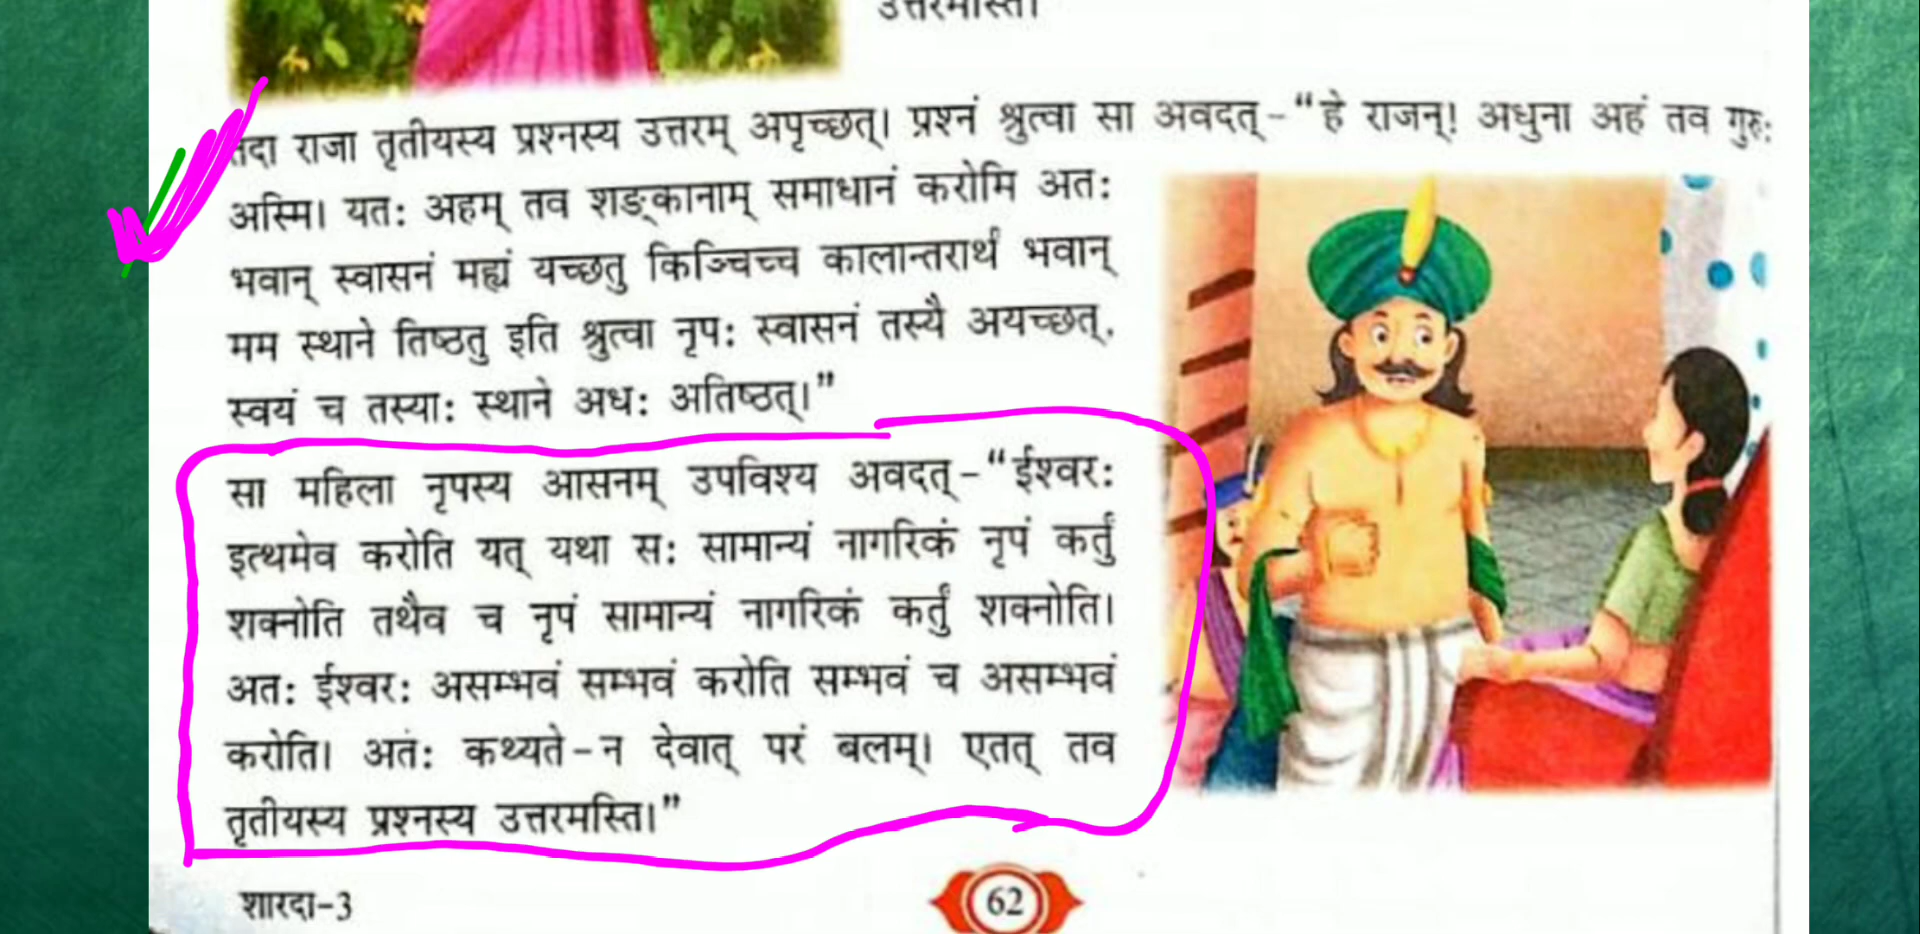 उत्तरमस्ति।
तदा राजा तृतीयस्य प्रश्नस्य उत्तरम् अपृच्छत्। प्रश्नं श्रुत्वा सा अवदत् - “हे राजन्! अधुना अहं तव गुरु:
अस्मि। यत: अहम् तव शङ्कानाम् समाधानं करोमि अत:
भवान् स्वासनं मह्यं यच्छतु किञ्चिच्च कालान्तरार्थं भवान्
मम स्थाने तिष्ठतु इति श्रुत्वा नृप: स्वासनं तस्यै अयच्छत्,
स्वयं च तस्या: स्थाने अध: अतिष्ठत्।”
सा महिला नृपस्य आसनम् उपविश्य अवदत् - “ईश्वर:
इत्थमेव करोति यत् यथा स: सामान्यं नागरिकं नृपं कर्तुं
शक्नोति तथैव च नृपं सामान्यं नागरिकं कर्तुं शक्नोति।
अत: ईश्वर: असम्भवं सम्भवं करोति सम्भवं च असम्भवं
करोति। अत: कथ्यते - न देवात् परं बलम्। एतत् तव
तृतीयस्य प्रश्नस्य उत्तरमस्ति।”
शारदा-3
62